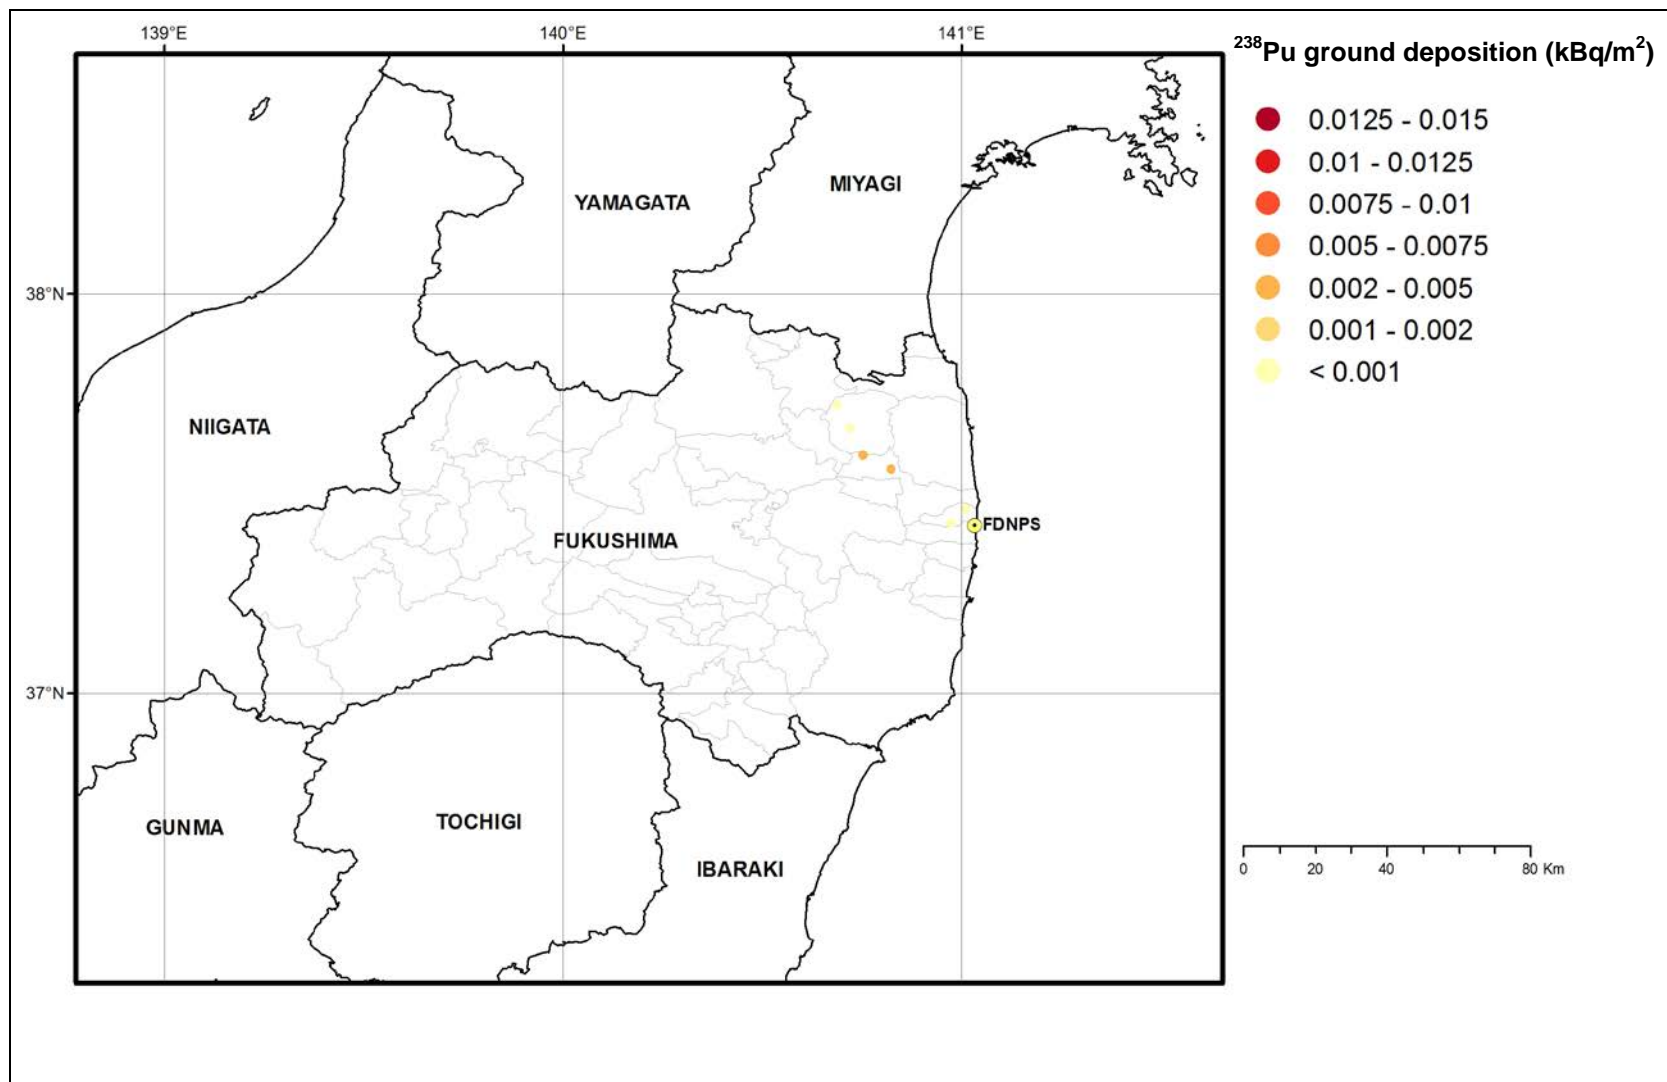 139°E 140°E 141°E
²³⁸Pu ground deposition (kBq/m²)
0.0125 - 0.015
0.01 - 0.0125
0.0075 - 0.01
0.005 - 0.0075
0.002 - 0.005
0.001 - 0.002
< 0.001
MIYAGI
YAMAGATA
38°N
NIIGATA
FDNPS
FUKUSHIMA
37°N
TOCHIGI
GUNMA
IBARAKI
0 20 40 80 Km